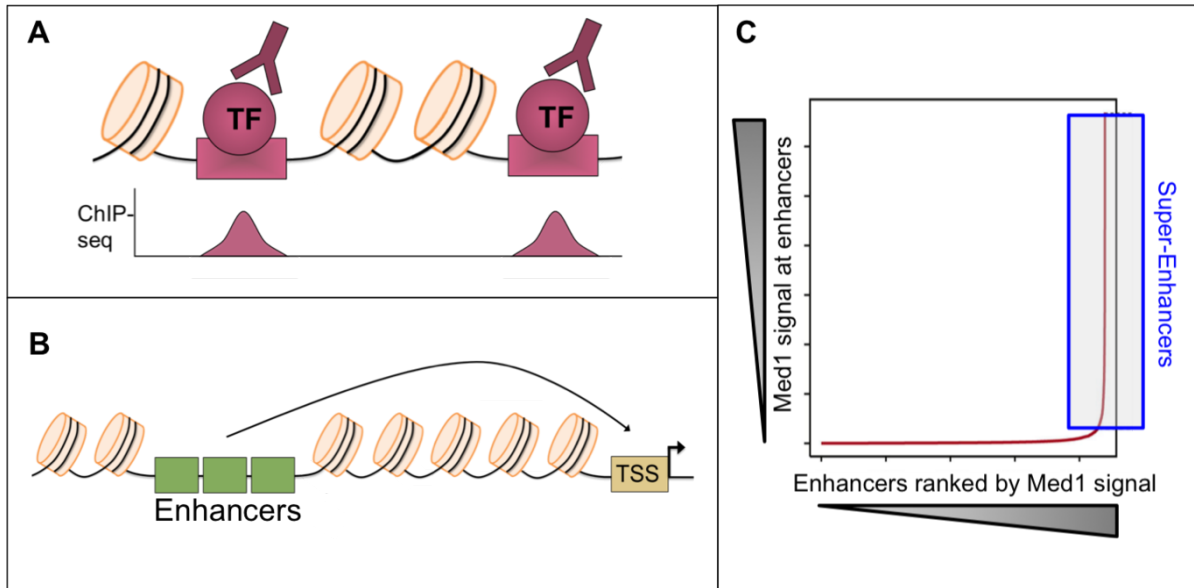 A
TF
TF
ChIP-
seq
B
Enhancers
TSS
C
Med1 signal at enhancers
Super-Enhancers
Enhancers ranked by Med1 signal